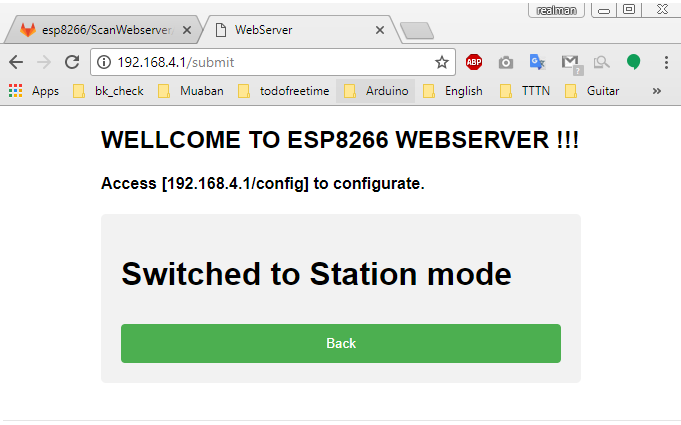 realman
esp8266/ScanWebserver
WebServer
192.168.4.1/submit
ABP
7
Apps
bk_check
Muaban
todofreetime
Arduino
English
TTTN
Guitar
»
WELLCOME TO ESP8266 WEBSERVER !!!
Access [192.168.4.1/config] to configurate.
Switched to Station mode
Back